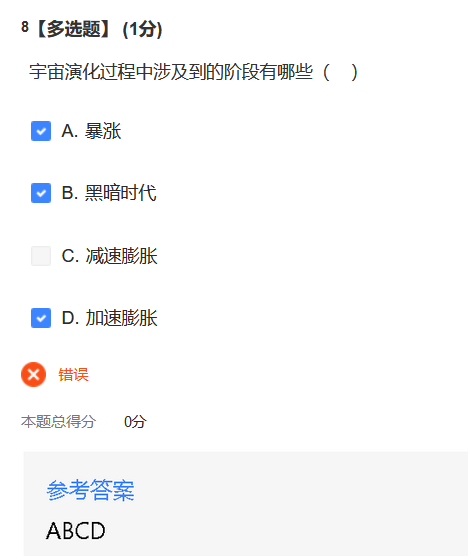 8【多选题】(1分)
宇宙演化过程中涉及到的阶段有哪些（ ）
A. 暴涨
B. 黑暗时代
C. 减速膨胀
D. 加速膨胀
错误
本题总得分 0分
参考答案
ABCD